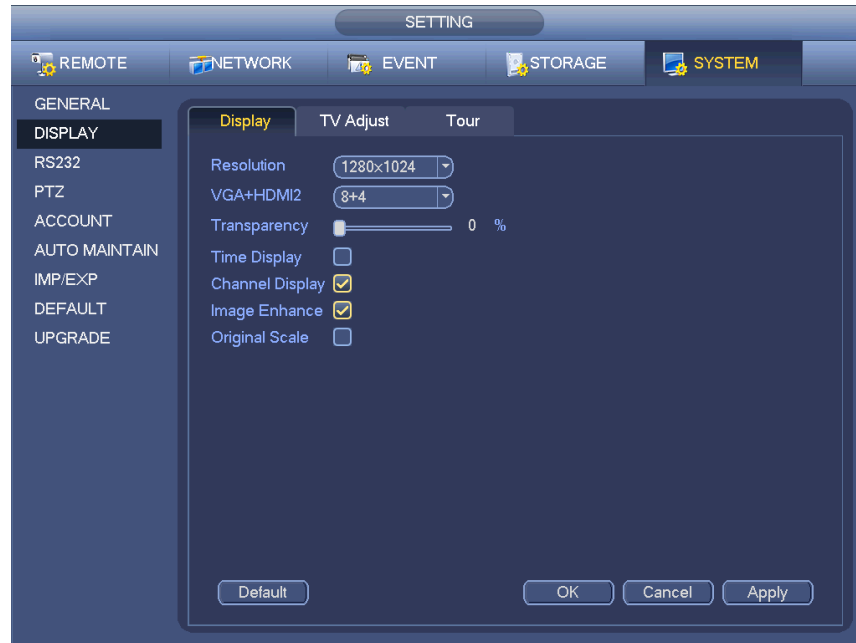 SETTING
REMOTE NETWORK EVENT STORAGE SYSTEM
GENERAL
DISPLAY
RS232
PTZ
ACCOUNT
AUTO MAINTAIN
IMP/EXP
DEFAULT
UPGRADE
Display TV Adjust Tour
Resolution 1280×1024
VGA+HDMI2 8+4
Transparency 0 %
Time Display
Channel Display
Image Enhance
Original Scale
Default OK Cancel Apply